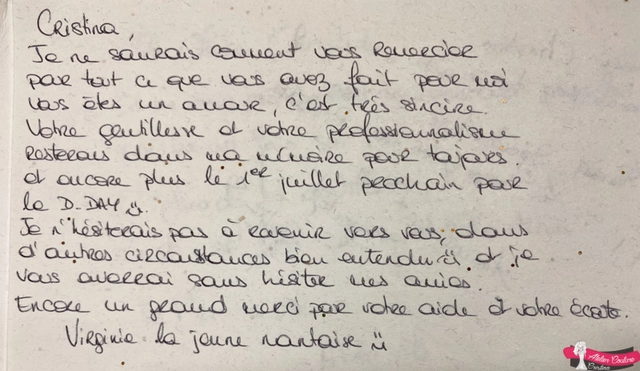 Cristina,
Je ne saurais comment vous remercier
pour tout ce que vous avez fait pour moi
vous êtes un amour, c'est très sincère.
Votre gentillesse et votre professionnalisme
resterons dans ma mémoire pour toujours.
et encore plus le 1er juillet prochain pour
le D-DAY
Je n'hésiterais pas à revenir vers vous, dans
d'autres circonstances bien entendu et je
vous enverrai sans hésiter mes amies.
Encore un grand merci par votre aide et votre écoute.
Virginie la jeune nantaise
Atelier Couture
Cristina